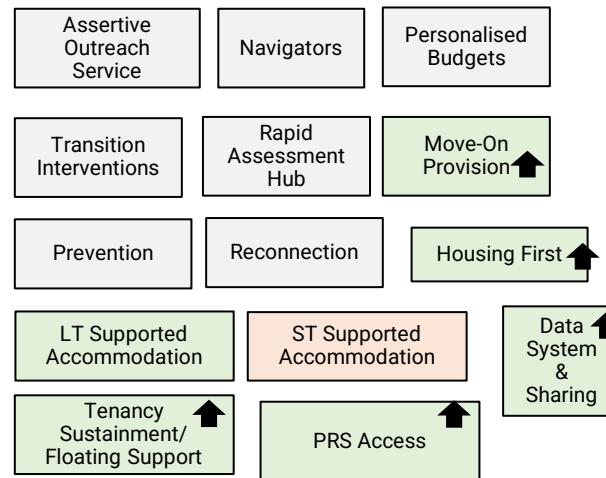 Assertive
Outreach
Service
Navigators
Personalised
Budgets
Transition
Interventions
Rapid
Assessment
Hub
Move-On
Provision
Prevention
Reconnection
Housing First
LT Supported
Accommodation
ST Supported
Accommodation
Data
System
&
Sharing
Tenancy
Sustainment/
Floating Support
PRS Access